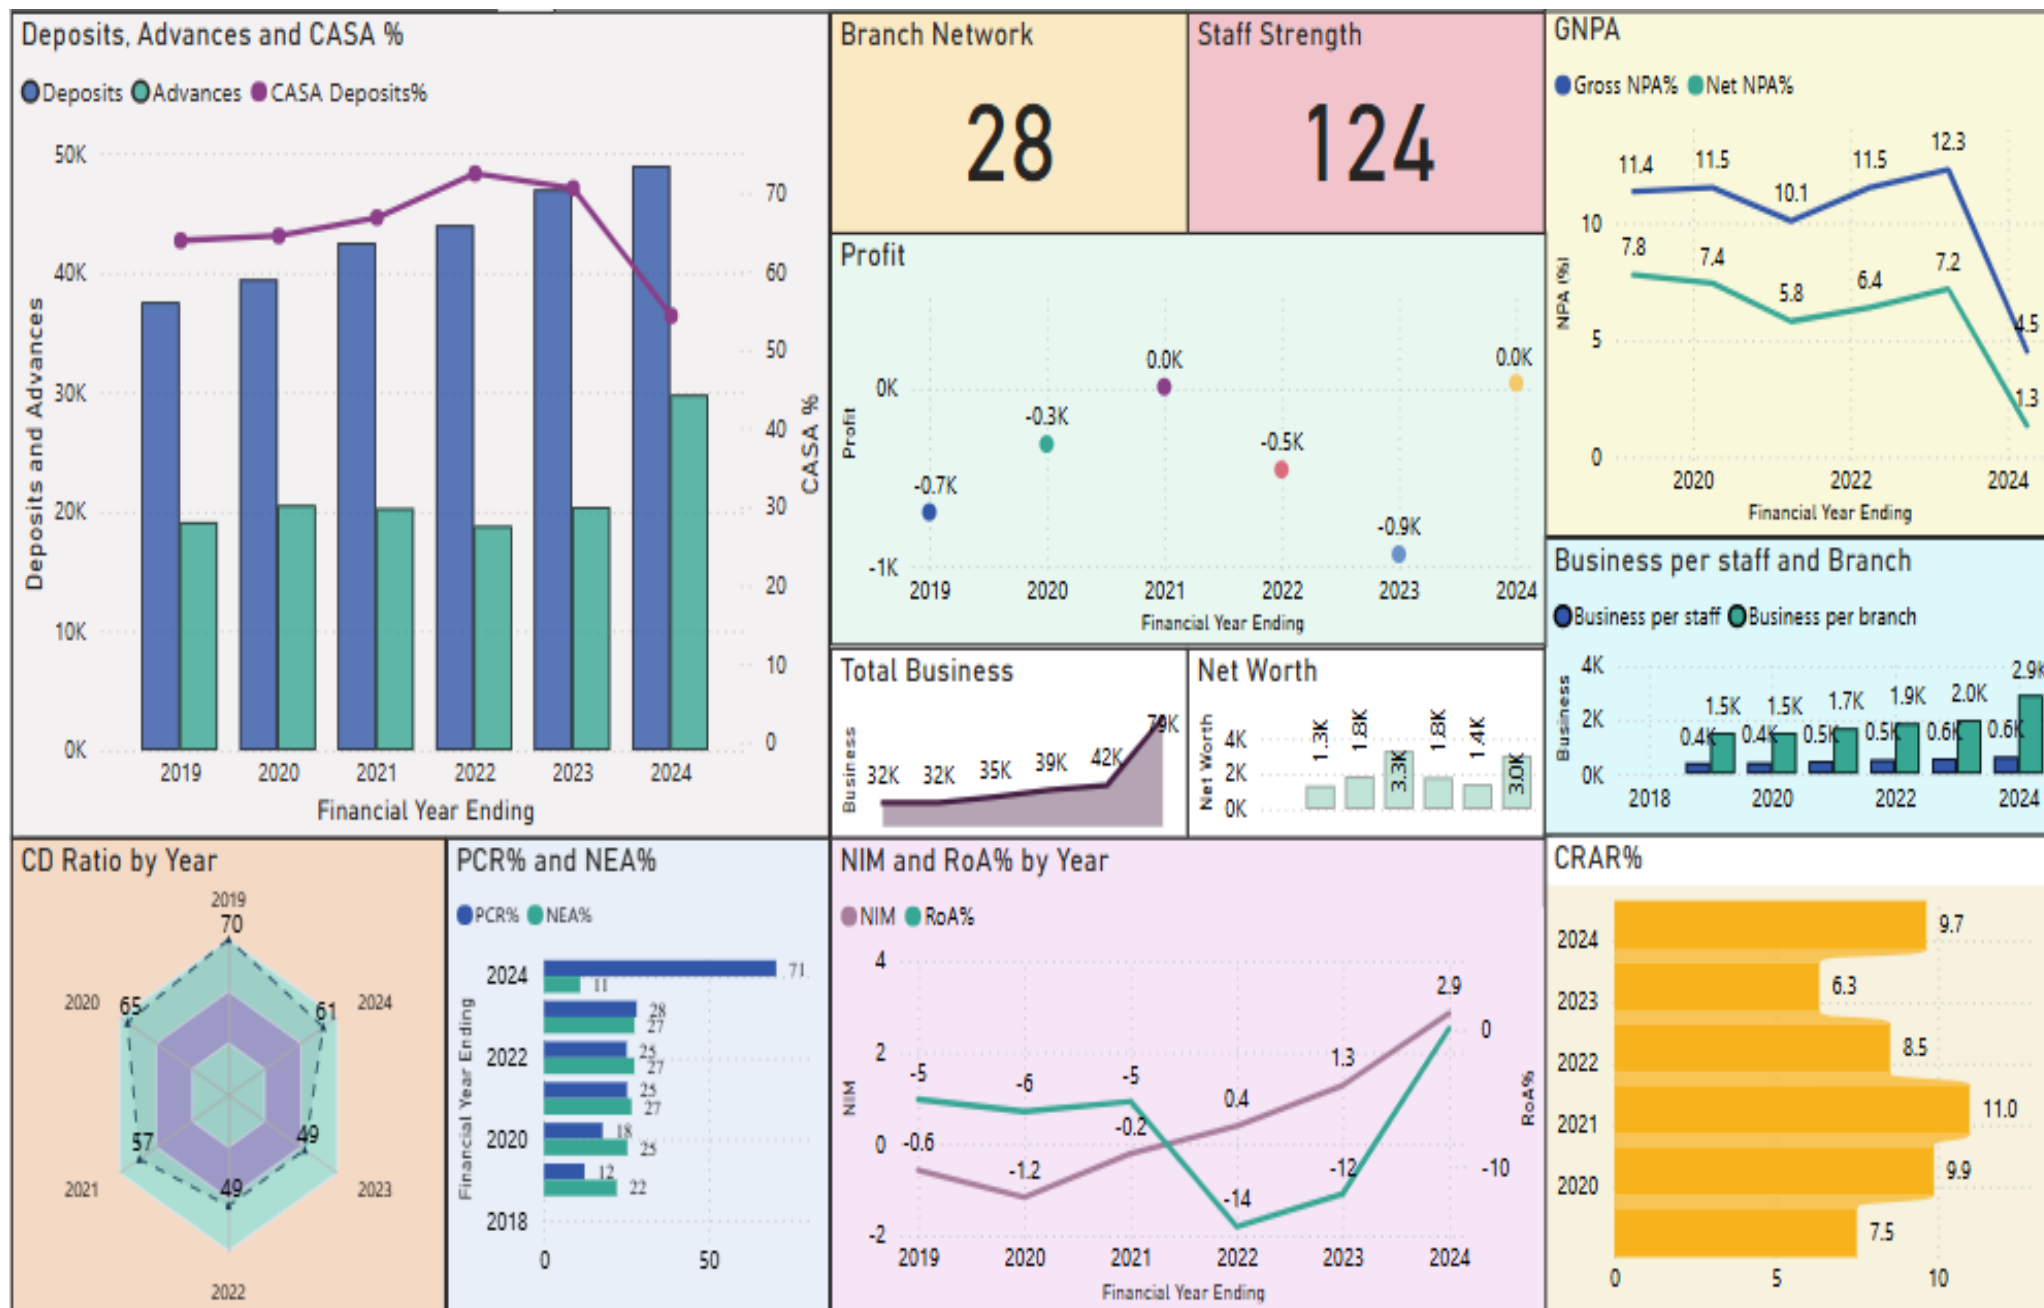 Deposits, Advances and CASA %
Deposits Advances CASA Deposits%
50K
40K
30K
20K
10K
0K
70
60
50
40
30
20
10
0
Deposits and Advances
CASA %
2019 2020 2021 2022 2023 2024
Financial Year Ending
Branch Network
28
Staff Strength
124
GNPA
Gross NPA% Net NPA%
11.4 11.5 10.1 11.5 12.3 4.5
7.8 7.4 5.8 6.4 7.2 1.3
10
5
0
NPA (%)
2020 2022 2024
Financial Year Ending
Profit
0K
-1K
Profit
-0.7K -0.3K 0.0K -0.5K -0.9K 0.0K
2019 2020 2021 2022 2023 2024
Financial Year Ending
Business per staff and Branch
Business per staff Business per branch
4K
2K
0K
Business
1.5K 1.5K 1.7K 1.9K 2.0K 2.9K
0.4K 0.4K 0.5K 0.5K 0.6K 0.6K
2018 2020 2022 2024
Total Business
Business
32K 32K 35K 39K 42K 79K
Net Worth
Net Worth
4K
2K
0K
1.3K 1.8K 3.3K 1.8K 1.4K 3.0K
CD Ratio by Year
2019
70
2020
65
61
2024
57
2021
49
2023
49
2022
PCR% and NEA%
PCR% NEA%
Financial Year Ending
2024
71
11
28
27
2022
25
27
25
27
2020
18
25
12
22
2018
0 50
NIM and RoA% by Year
NIM RoA%
4
2
0
-2
NIM
0
-10
RoA%
-5 -6 -5 -14 -12
-0.6 -1.2 -0.2 0.4 1.3 2.9
2019 2020 2021 2022 2023 2024
Financial Year Ending
CRAR%
2024
9.7
2023
6.3
2022
8.5
2021
11.0
2020
9.9
7.5
0 5 10